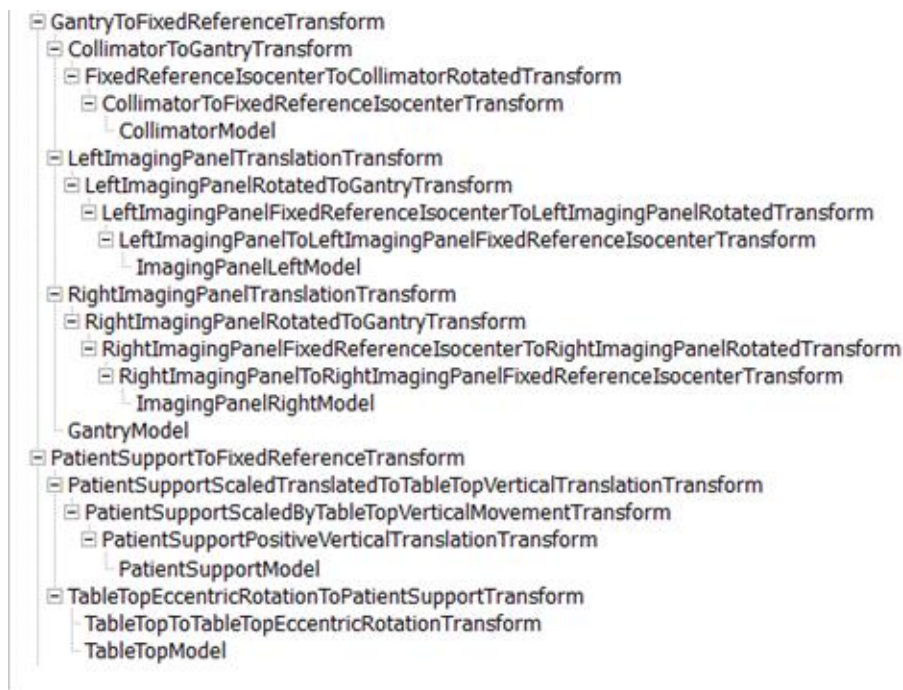 GantryToFixedReferenceTransform
CollimatorToGantryTransform
FixedReferenceIsocenterToCollimatorRotatedTransform
CollimatorToFixedReferenceIsocenterTransform
CollimatorModel
LeftImagingPanelTranslationTransform
LeftImagingPanelRotatedToGantryTransform
LeftImagingPanelFixedReferenceIsocenterToLeftImagingPanelRotatedTransform
LeftImagingPanelToLeftImagingPanelFixedReferenceIsocenterTransform
ImagingPanelLeftModel
RightImagingPanelTranslationTransform
RightImagingPanelRotatedToGantryTransform
RightImagingPanelFixedReferenceIsocenterToRightImagingPanelRotatedTransform
RightImagingPanelToRightImagingPanelFixedReferenceIsocenterTransform
ImagingPanelRightModel
GantryModel
PatientSupportToFixedReferenceTransform
PatientSupportScaledTranslatedToTableTopVerticalTranslationTransform
PatientSupportScaledByTableTopVerticalMovementTransform
PatientSupportPositiveVerticalTranslationTransform
PatientSupportModel
TableTopEccentricRotationToPatientSupportTransform
TableTopToTableTopEccentricRotationTransform
TableTopModel